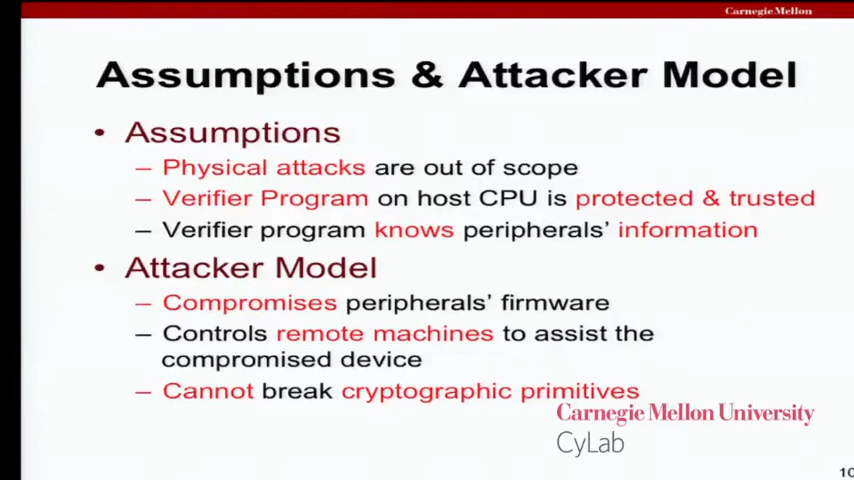 Carnegie Mellon
Assumptions & Attacker Model
• Assumptions
– Physical attacks are out of scope
– Verifier Program on host CPU is protected & trusted
– Verifier program knows peripherals' information
• Attacker Model
– Compromises peripherals' firmware
– Controls remote machines to assist the
compromised device
– Cannot break cryptographic primitives
Carnegie Mellon University
CyLab
10